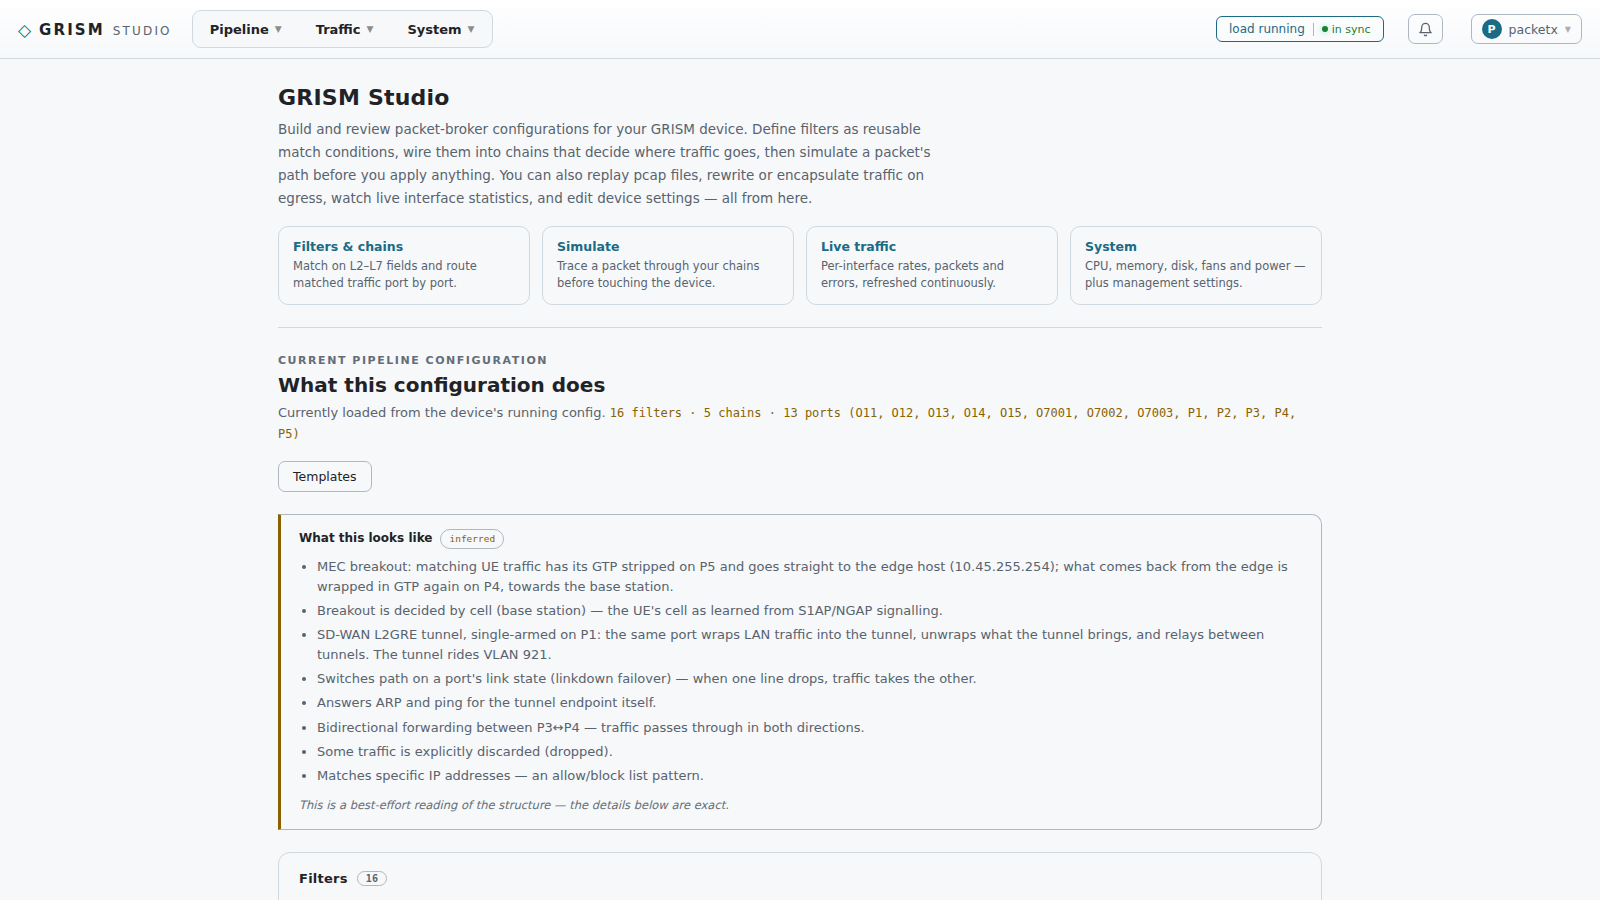 ◇ GRISM STUDIO
Pipeline ▼ Traffic ▼ System ▼
load running in sync
P packetx ▼
GRISM Studio
Build and review packet-broker configurations for your GRISM device. Define filters as reusable
match conditions, wire them into chains that decide where traffic goes, then simulate a packet's
path before you apply anything. You can also replay pcap files, rewrite or encapsulate traffic on
egress, watch live interface statistics, and edit device settings — all from here.
Filters & chains
Match on L2–L7 fields and route
matched traffic port by port.
Simulate
Trace a packet through your chains
before touching the device.
Live traffic
Per-interface rates, packets and
errors, refreshed continuously.
System
CPU, memory, disk, fans and power —
plus management settings.
CURRENT PIPELINE CONFIGURATION
What this configuration does
Currently loaded from the device's running config. 16 filters · 5 chains · 13 ports (O11, O12, O13, O14, O15, O7001, O7002, O7003, P1, P2, P3, P4,
P5)
Templates
What this looks like inferred
• MEC breakout: matching UE traffic has its GTP stripped on P5 and goes straight to the edge host (10.45.255.254); what comes back from the edge is
wrapped in GTP again on P4, towards the base station.
• Breakout is decided by cell (base station) — the UE's cell as learned from S1AP/NGAP signalling.
• SD-WAN L2GRE tunnel, single-armed on P1: the same port wraps LAN traffic into the tunnel, unwraps what the tunnel brings, and relays between
tunnels. The tunnel rides VLAN 921.
• Switches path on a port's link state (linkdown failover) — when one line drops, traffic takes the other.
• Answers ARP and ping for the tunnel endpoint itself.
• Bidirectional forwarding between P3↔P4 — traffic passes through in both directions.
• Some traffic is explicitly discarded (dropped).
• Matches specific IP addresses — an allow/block list pattern.
This is a best-effort reading of the structure — the details below are exact.
Filters 16